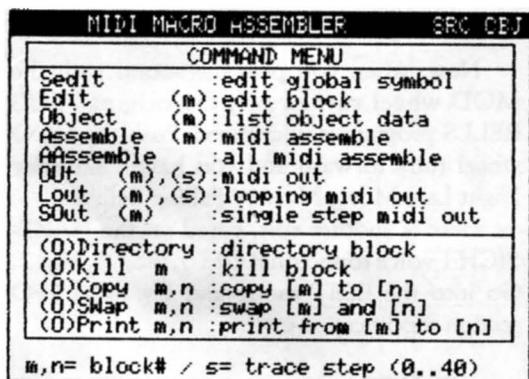 MIDI MACRO ASSEMBLER SRC OBJ
COMMAND MENU
Sedit :edit global symbol
Edit (m):edit block
Object (m):list object data
Assemble (m):midi assemble
AAssemble :all midi assemble
OUt (m),(s):midi out
Lout (m),(s):looping midi out
SOut (m) :single step midi out
(O)Directory :directory block
(O)Kill m :kill block
(O)Copy m,n :copy [m] to [n]
(O)SWap m,n :swap [m] and [n]
(O)Print m,n :print from [m] to [n]
m,n= block# / s= trace step (0..40)